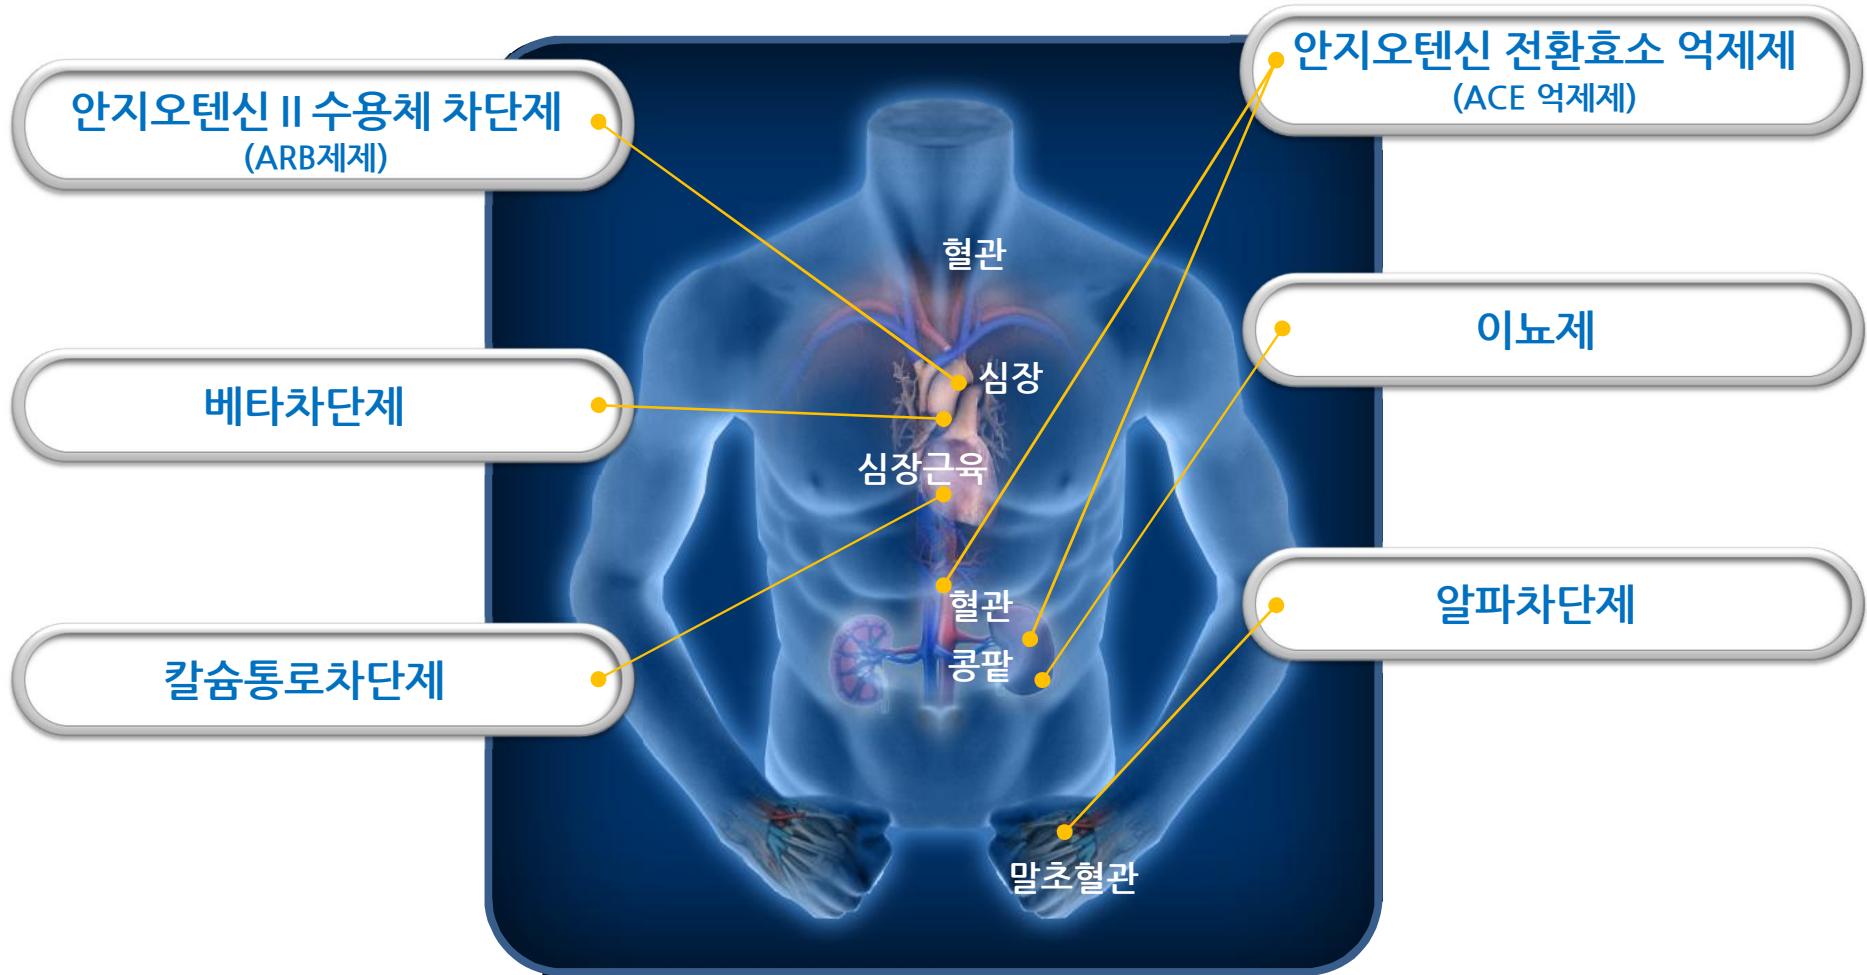 안지오텐신 II 수용체 차단제
(ARB제제)
베타차단제
칼슘통로차단제
혈관
심장
심장근육
혈관
콩팥
말초혈관
안지오텐신 전환효소 억제제
(ACE 억제제)
이뇨제
알파차단제